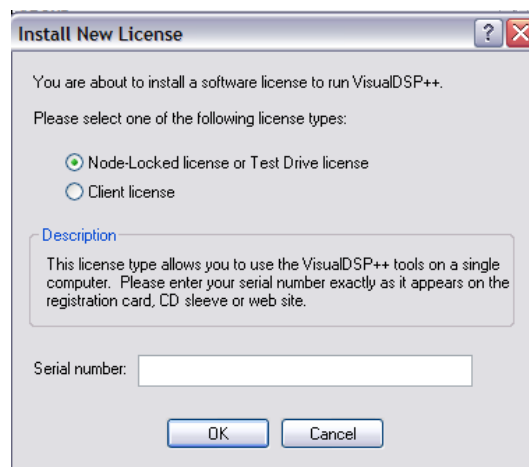 Install New License
You are about to install a software license to run VisualDSP++.
Please select one of the following license types:
Node-Locked license or Test Drive license
Client license
Description
This license type allows you to use the VisualDSP++ tools on a single
computer. Please enter your serial number exactly as it appears on the
registration card, CD sleeve or web site.
Serial number:
OK Cancel